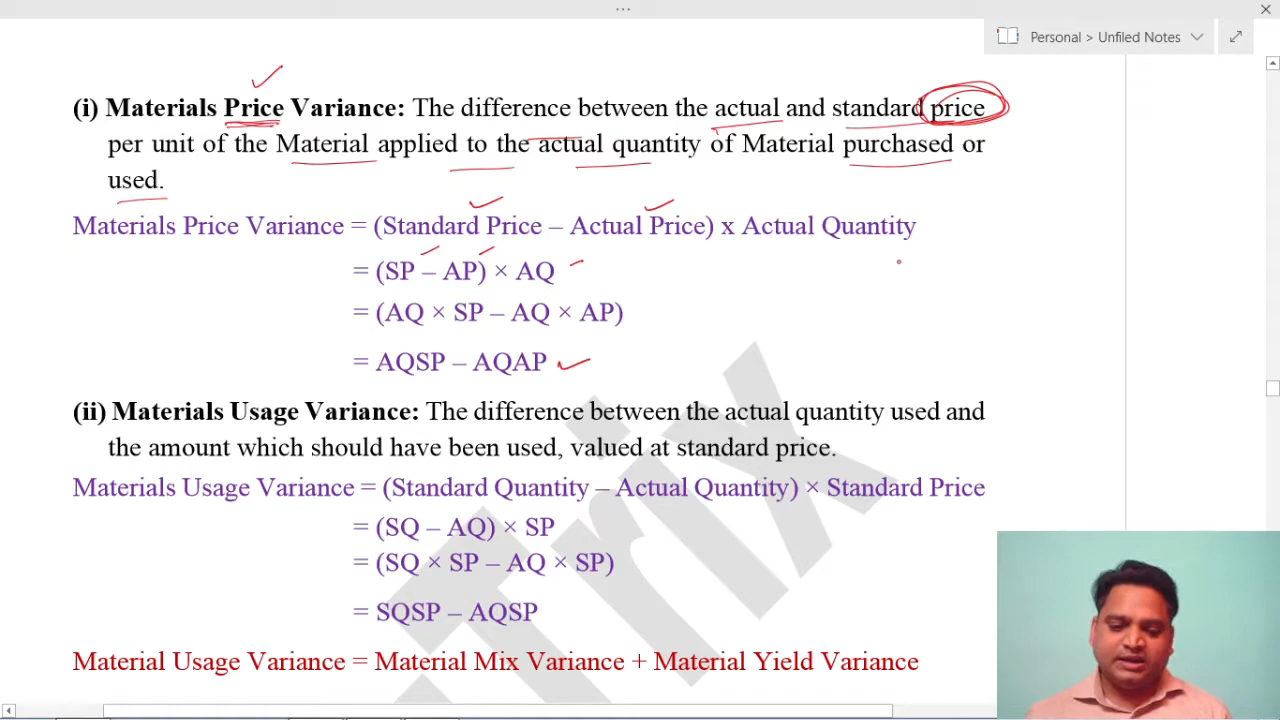 Personal > Unfiled Notes
(i) Materials Price Variance: The difference between the actual and standard price
per unit of the Material applied to the actual quantity of Material purchased or
used.
Materials Price Variance = (Standard Price – Actual Price) x Actual Quantity
= (SP – AP) × AQ
= (AQ × SP – AQ × AP)
= AQSP – AQAP
(ii) Materials Usage Variance: The difference between the actual quantity used and
the amount which should have been used, valued at standard price.
Materials Usage Variance = (Standard Quantity – Actual Quantity) × Standard Price
= (SQ – AQ) × SP
= (SQ × SP – AQ × SP)
= SQSP – AQSP
Material Usage Variance = Material Mix Variance + Material Yield Variance
Trix